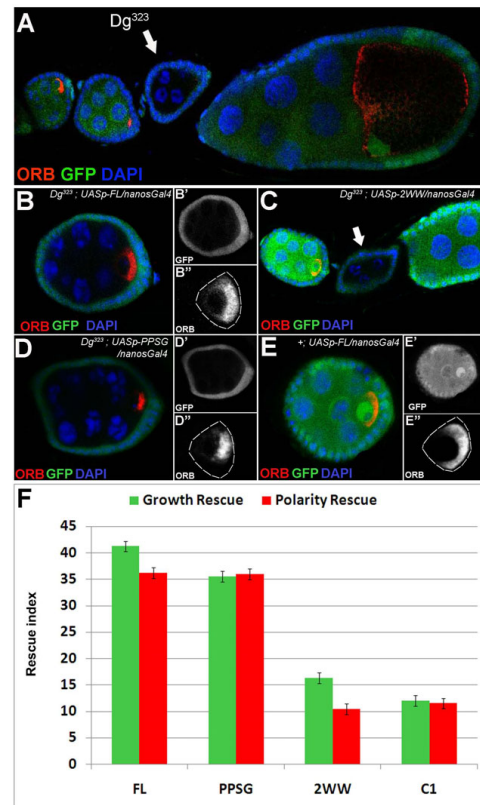 A
Dg323
ORB GFP DAPI
B
Dg323 ; UASp-FL/nanosGal4
ORB GFP DAPI
B'
GFP
B''
ORB
C
Dg323 ; UASp-2WW/nanosGal4
ORB GFP DAPI
D
Dg323 ; UASp-PPSG
/nanosGal4
ORB GFP DAPI
D'
GFP
D''
ORB
E
+; UASp-FL/nanosGal4
ORB GFP DAPI
E'
GFP
E''
ORB
F
Growth Rescue
Polarity Rescue
Rescue index
45
40
35
30
25
20
15
10
5
0
FL
PPSG
2WW
C1